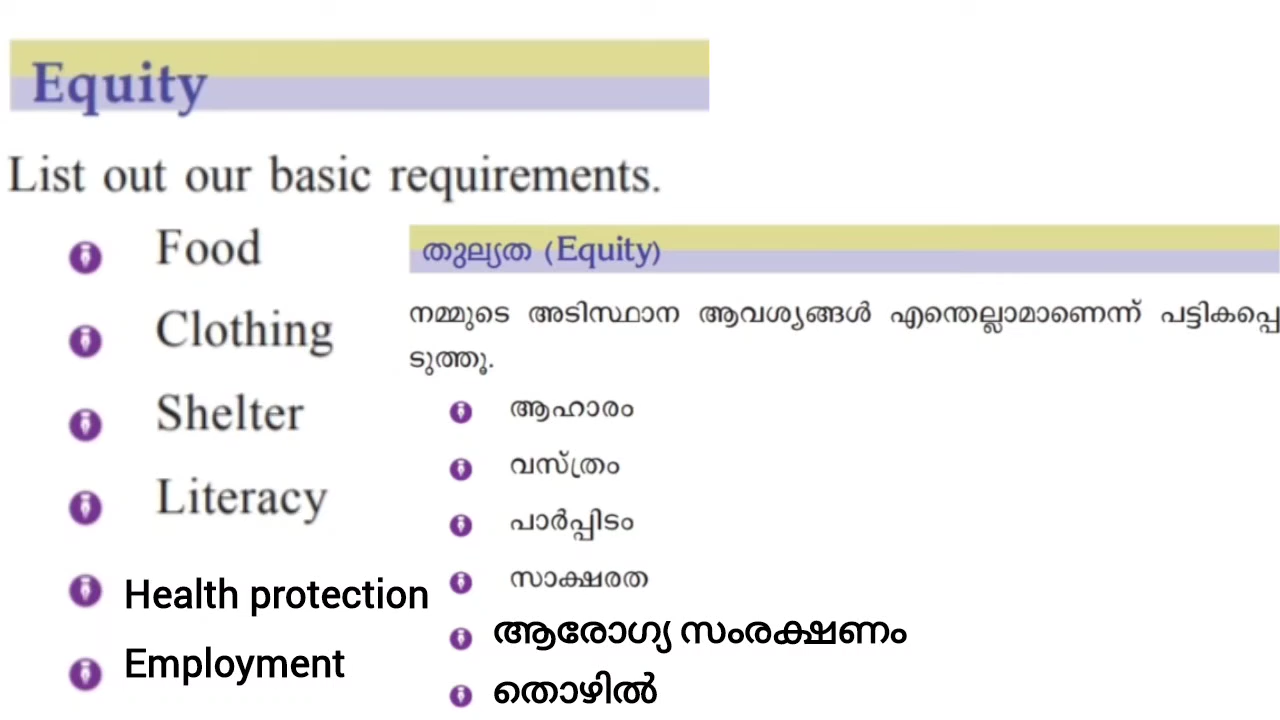 Equity
List out our basic requirements.
Food
Clothing
Shelter
Literacy
Health protection
Employment
തുല്യത (Equity)
നമ്മുടെ അടിസ്ഥാന ആവശ്യങ്ങൾ എന്തെല്ലാമാണെന്ന് പട്ടികപ്പെ
ടുത്തൂ.
ആഹാരം
വസ്ത്രം
പാർപ്പിടം
സാക്ഷരത
ആരോഗ്യ സംരക്ഷണം
തൊഴിൽ